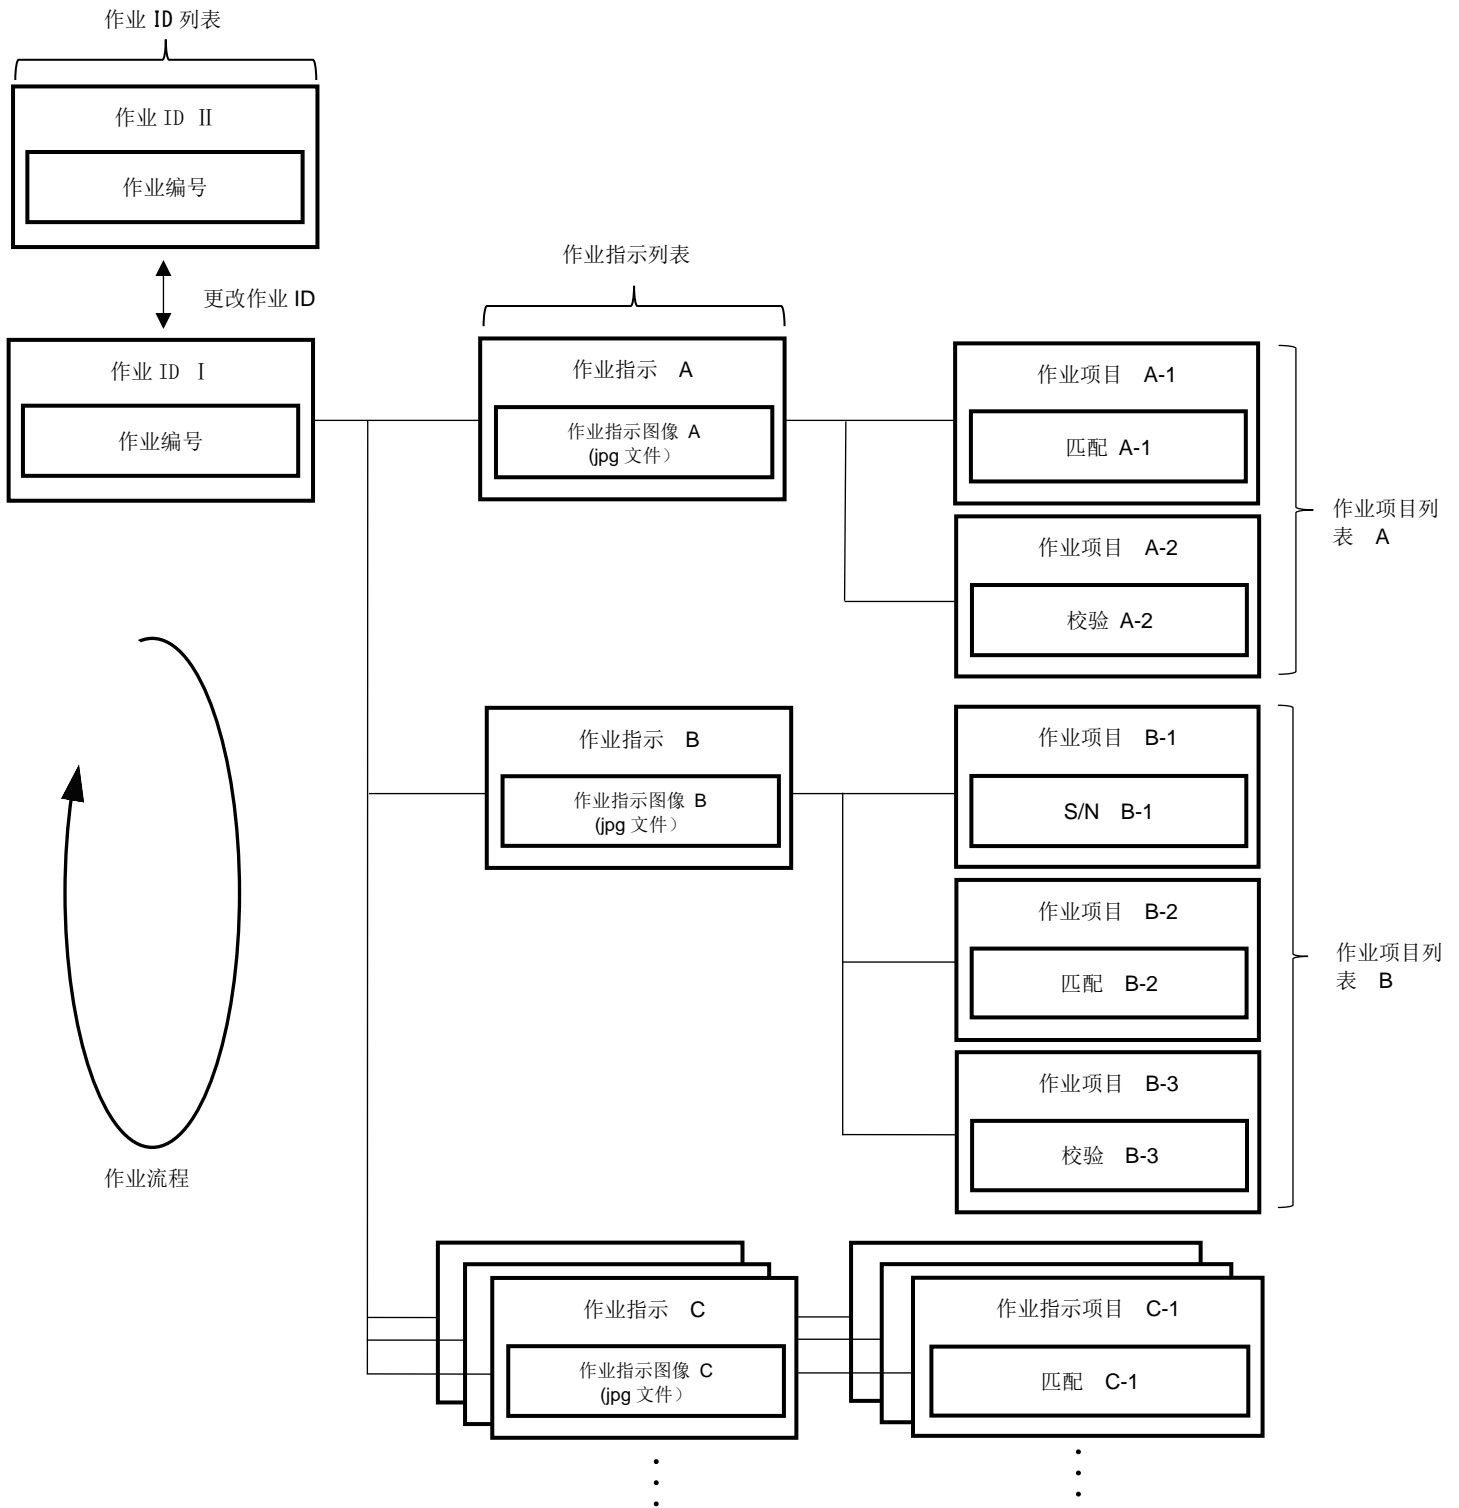 作业 ID 列表
作业 ID Ⅱ
作业编号
更改作业 ID
作业 ID Ⅰ
作业编号
作业指示列表
作业指示 A
作业指示图像 A
(jpg 文件）
作业项目 A-1
匹配 A-1
作业项目 A-2
校验 A-2
作业项目列
表 A
作业指示 B
作业指示图像 B
(jpg 文件）
作业项目 B-1
S/N B-1
作业项目 B-2
匹配 B-2
作业项目 B-3
校验 B-3
作业项目列
表 B
作业流程
作业指示 C
作业指示图像 C
(jpg 文件）
作业指示项目 C-1
匹配 C-1